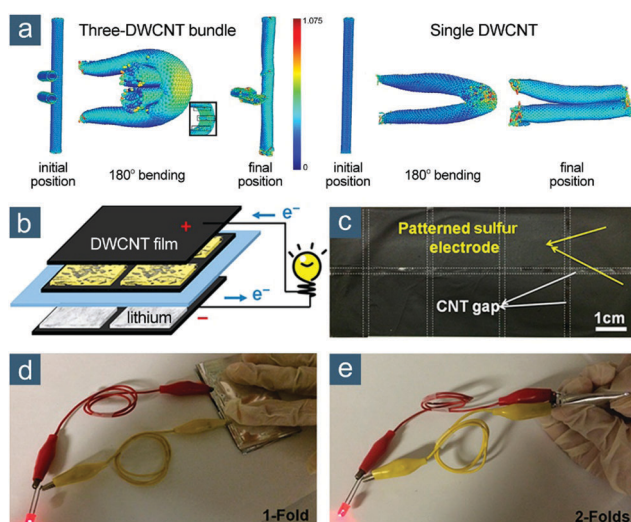 a
Three-DWCNT bundle
Single DWCNT
1.075
0
initial
position
180° bending
final
position
initial
position
180° bending
final
position
b
+
e⁻
DWCNT film
e⁻
lithium
−
c
Patterned sulfur
electrode
CNT gap
1cm
d
1-Fold
e
2-Folds